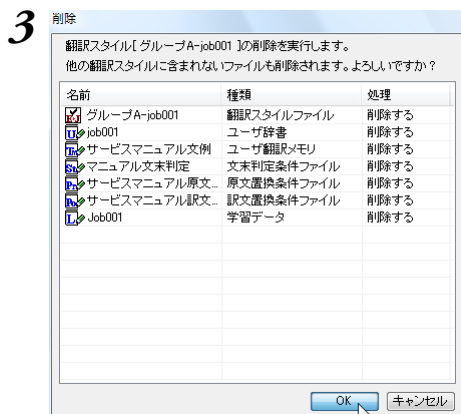 3
削除
翻訳スタイル[ グループA-job001 ]の削除を実行します。
他の翻訳スタイルに含まれないファイルも削除されます。よろしいですか？
名前 種類 処理
グループA-job001 翻訳スタイルファイル 削除する
job001 ユーザ辞書 削除する
サービスマニュアル文例 ユーザ翻訳メモリ 削除する
マニュアル文末判定 文末判定条件ファイル 削除する
サービスマニュアル原文... 原文置換条件ファイル 削除する
サービスマニュアル訳文... 訳文置換条件ファイル 削除する
Job001 学習データ 削除する
OK キャンセル